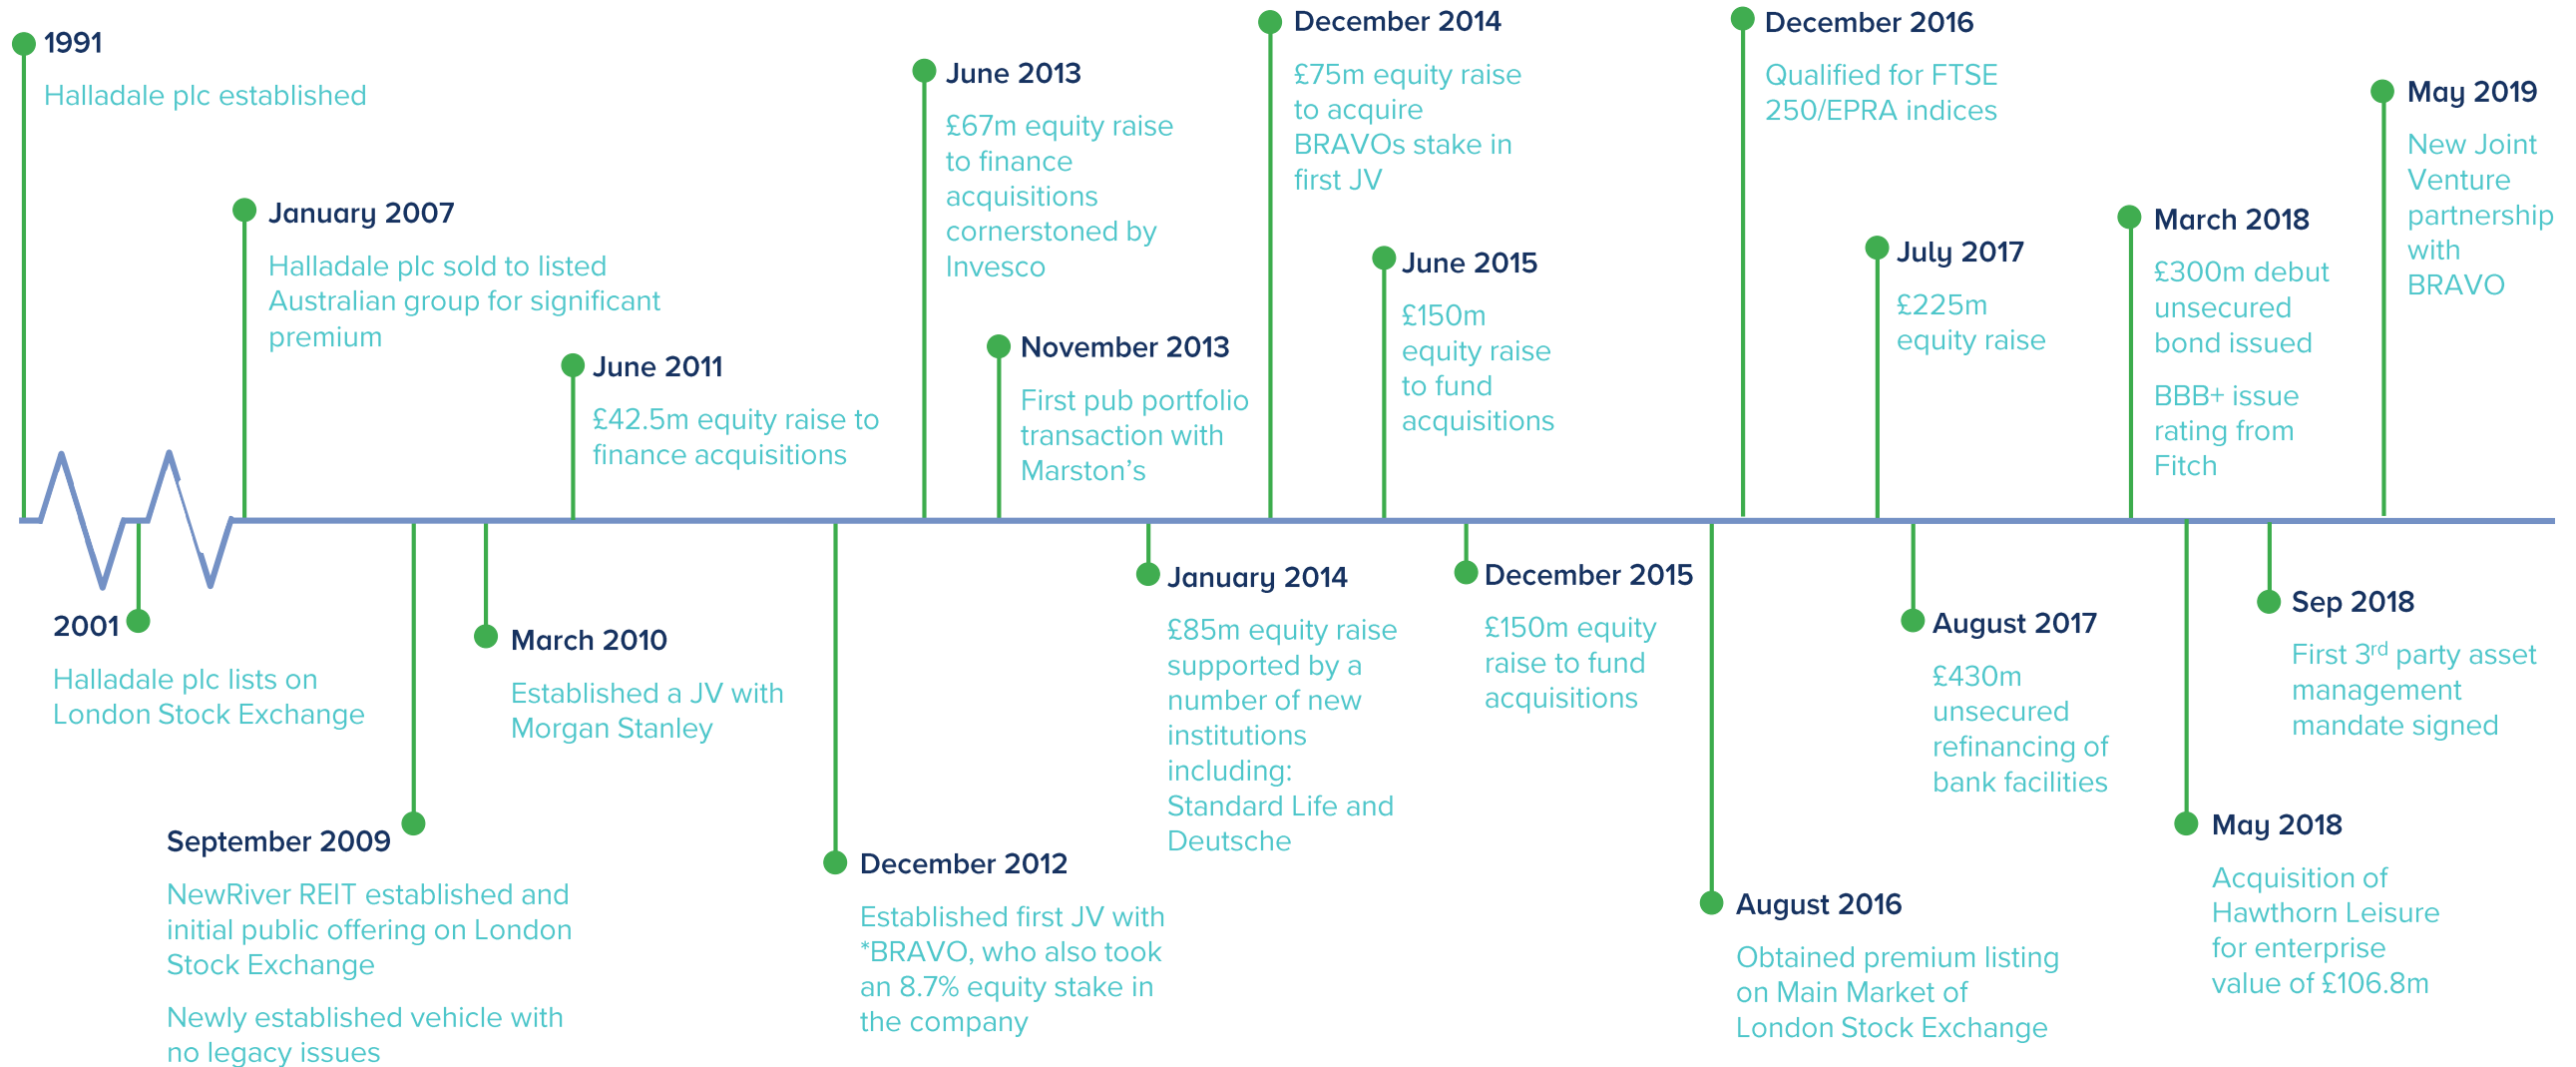 1991
Halladale plc established
2001
Halladale plc lists on
London Stock Exchange
January 2007
Halladale plc sold to listed
Australian group for significant
premium
September 2009
NewRiver REIT established and
initial public offering on London
Stock Exchange
Newly established vehicle with
no legacy issues
March 2010
Established a JV with
Morgan Stanley
June 2011
£42.5m equity raise to
finance acquisitions
December 2012
Established first JV with
*BRAVO, who also took
an 8.7% equity stake in
the company
June 2013
£67m equity raise
to finance
acquisitions
cornerstoned by
Invesco
November 2013
First pub portfolio
transaction with
Marston’s
January 2014
£85m equity raise
supported by a
number of new
institutions
including:
Standard Life and
Deutsche
December 2014
£75m equity raise
to acquire
BRAVOs stake in
first JV
June 2015
£150m
equity raise
to fund
acquisitions
December 2015
£150m equity
raise to fund
acquisitions
August 2016
Obtained premium listing
on Main Market of
London Stock Exchange
December 2016
Qualified for FTSE
250/EPRA indices
July 2017
£225m
equity raise
August 2017
£430m
unsecured
refinancing of
bank facilities
March 2018
£300m debut
unsecured
bond issued
BBB+ issue
rating from
Fitch
May 2018
Acquisition of
Hawthorn Leisure
for enterprise
value of £106.8m
Sep 2018
First 3rd party asset
management
mandate signed
May 2019
New Joint
Venture
partnership
with
BRAVO